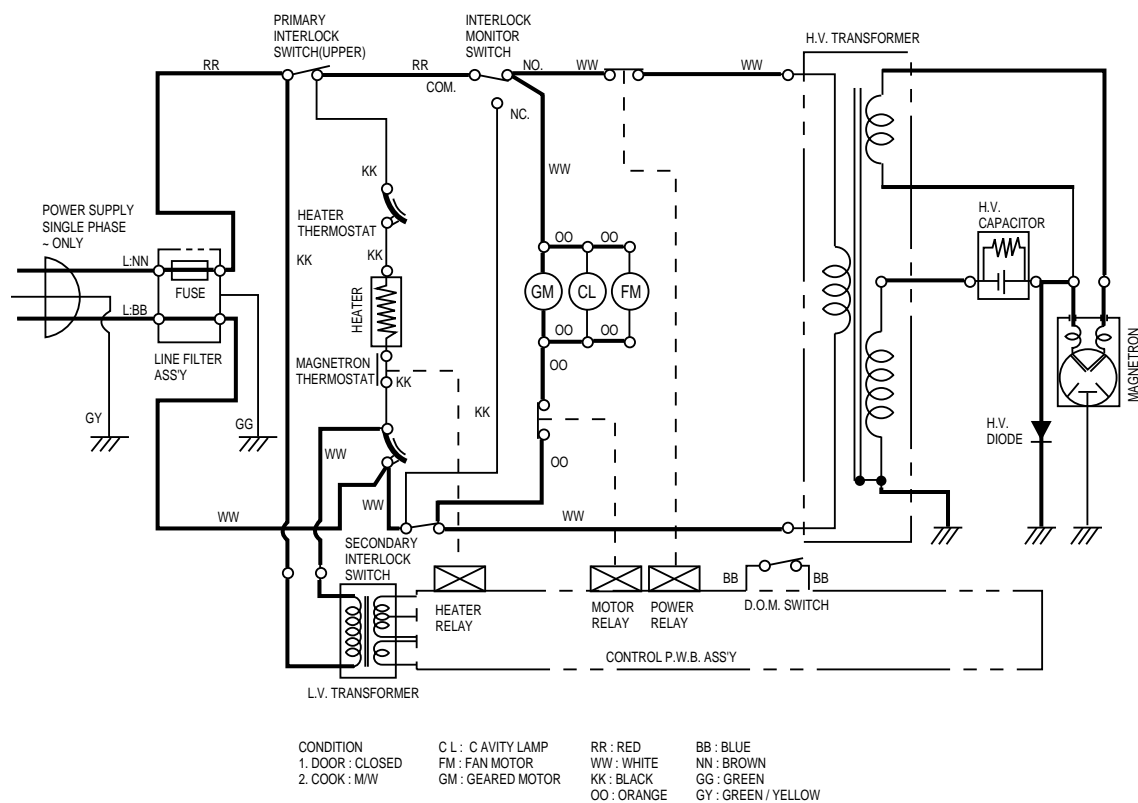 PRIMARY
INTERLOCK
SWITCH(UPPER)
INTERLOCK
MONITOR
SWITCH
H.V. TRANSFORMER
RR
RR
COM.
NO.
WW
WW
NC.
KK
WW
HEATER
THERMOSTAT
KK
KK
POWER SUPPLY
SINGLE PHASE
~ ONLY
L:NN
FUSE
L:BB
LINE FILTER
ASS'Y
GY
GG
HEATER
MAGNETRON
THERMOSTAT
KK
KK
OO
OO
GM
CL
FM
OO
OO
OO
OO
H.V.
CAPACITOR
MAGNETRON
H.V.
DIODE
WW
WW
WW
WW
SECONDARY
INTERLOCK
SWITCH
HEATER
RELAY
MOTOR
RELAY
POWER
RELAY
BB
BB
D.O.M. SWITCH
CONTROL P.W.B. ASS'Y
L.V. TRANSFORMER
CONDITION
1. DOOR : CLOSED
2. COOK : M/W
C L : C AVITY LAMP
FM : FAN MOTOR
GM : GEARED MOTOR
RR : RED
WW : WHITE
KK : BLACK
OO : ORANGE
BB : BLUE
NN : BROWN
GG : GREEN
GY : GREEN / YELLOW